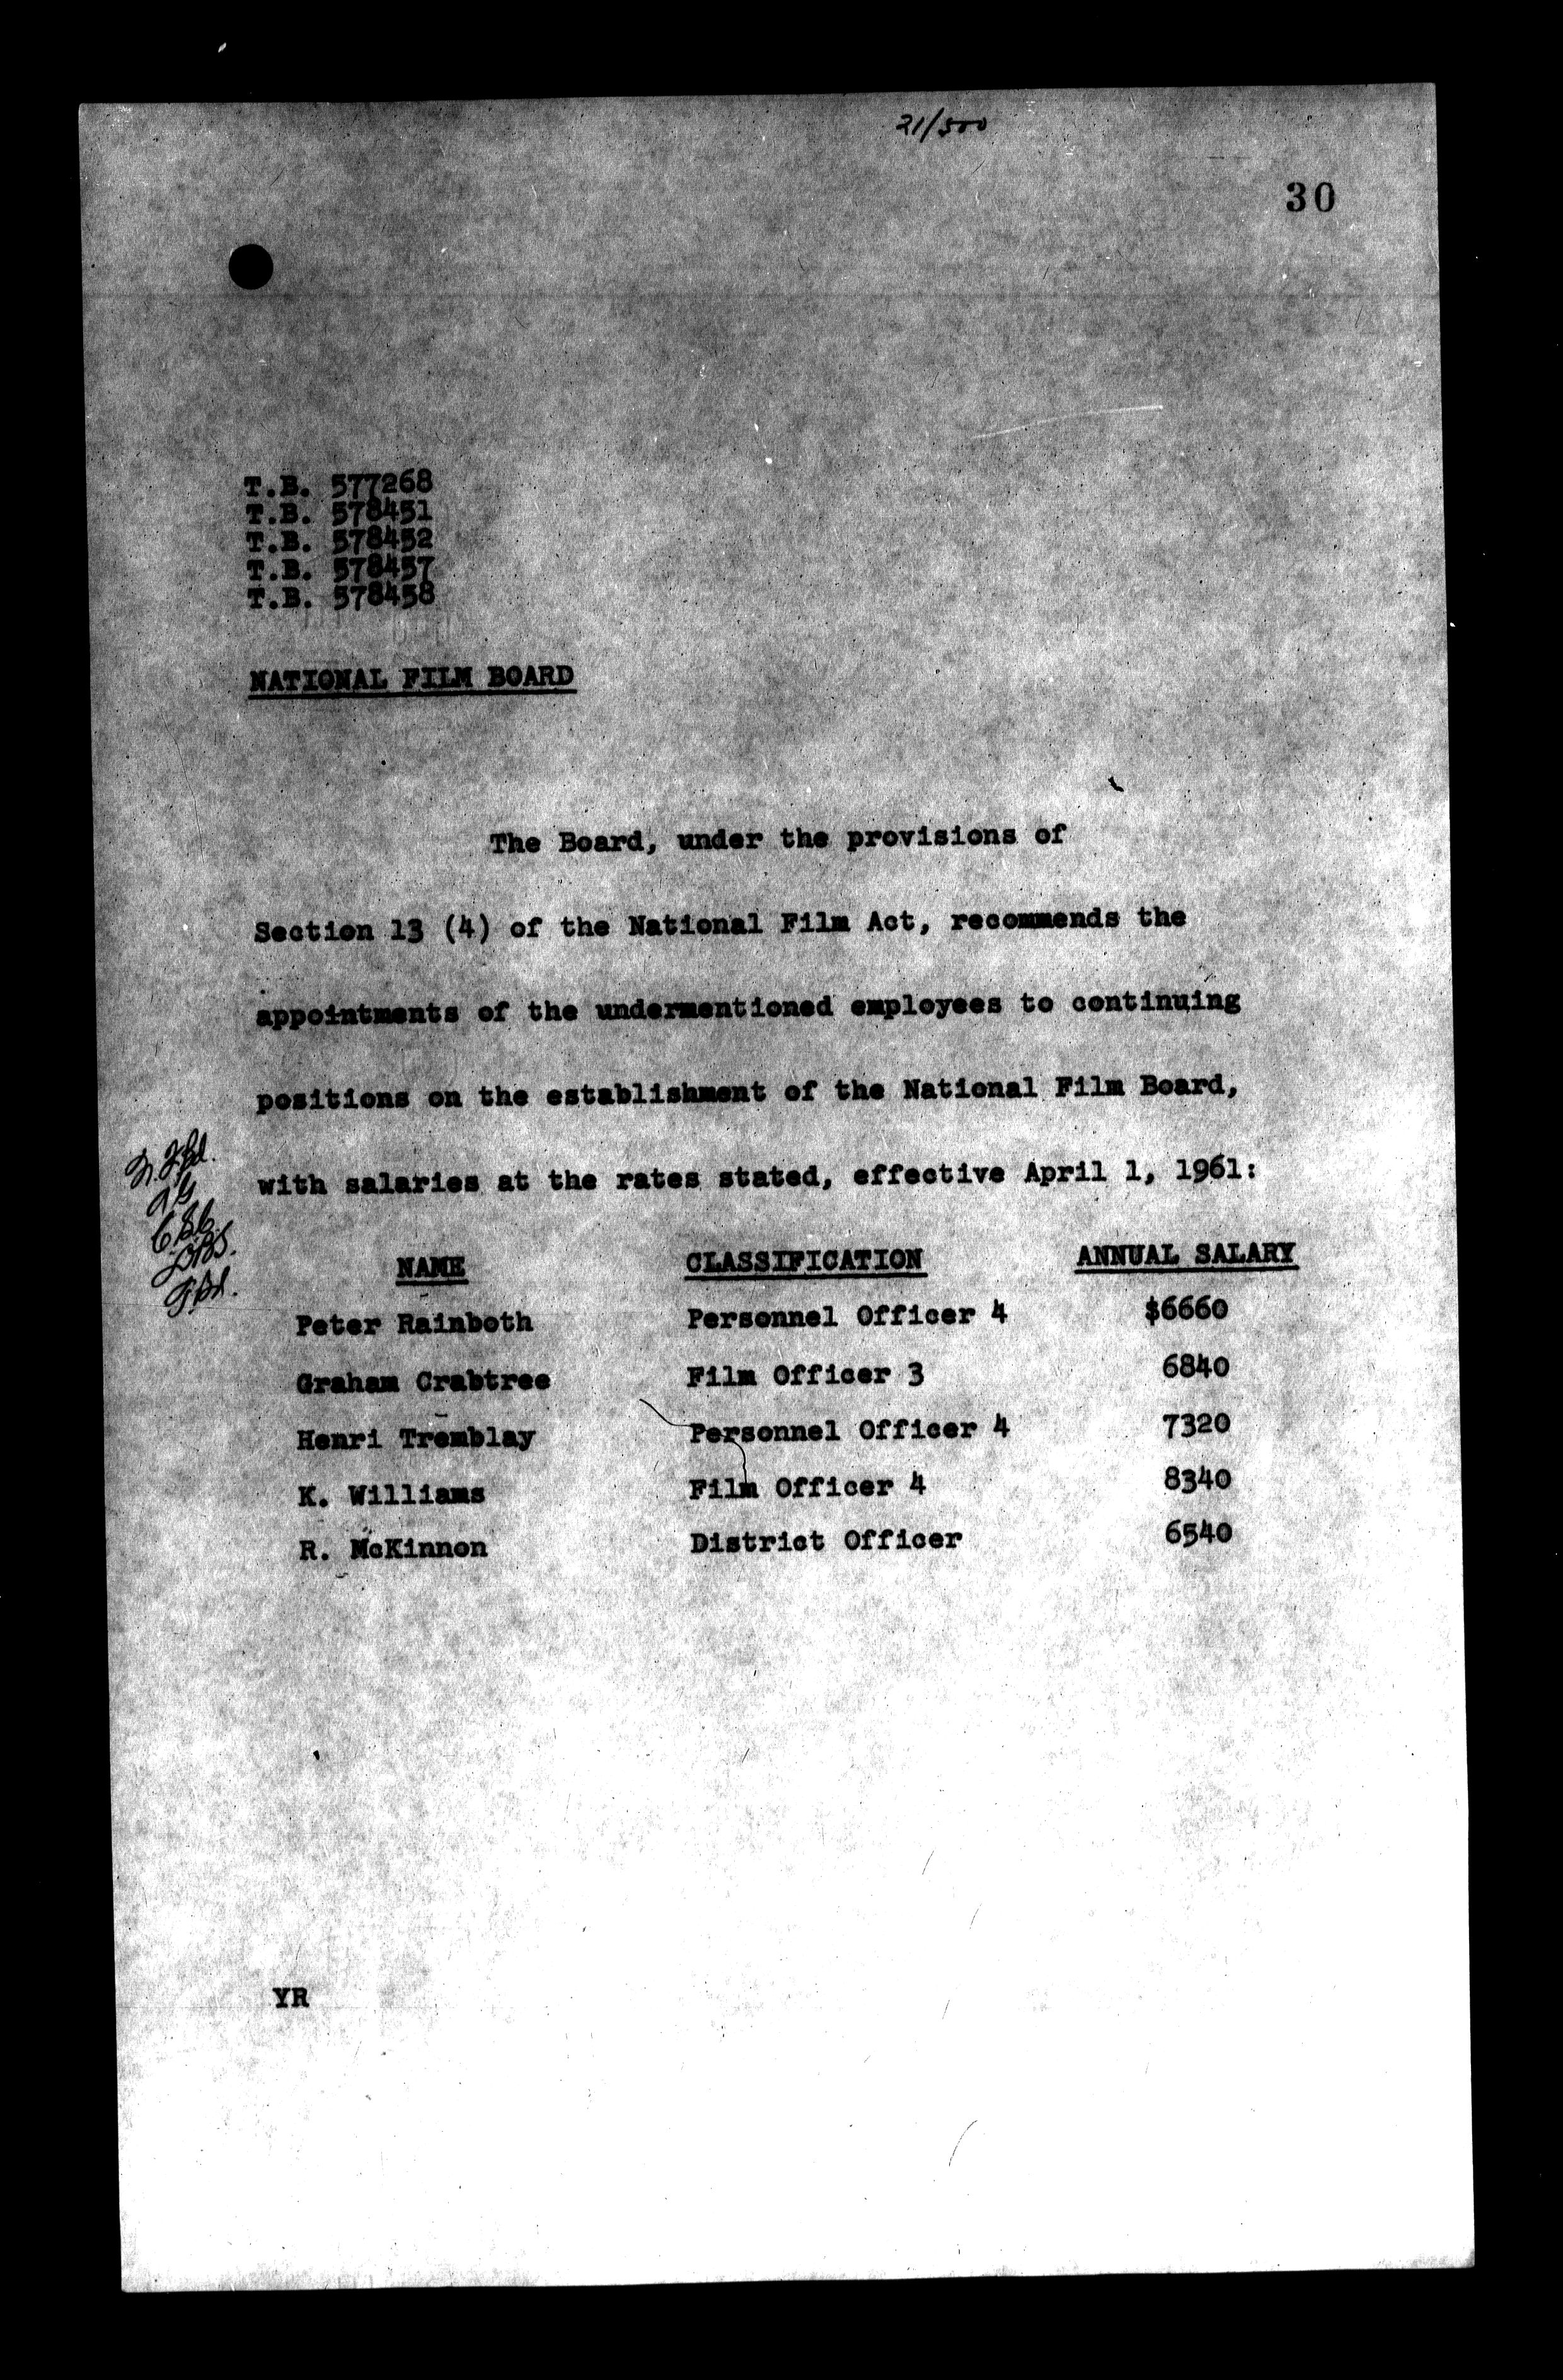 21/500
30
T.B. 577268
T.B. 578451
T.B. 578452
T.B. 578457
T.B. 578458
NATIONAL FILM BOARD
The Board, under the provisions of
Section 13 (4) of the National Film Act, recommends the
appointments of the undermentioned employees to continuing
positions on the establishment of the National Film Board,
with salaries at the rates stated, effective April 1, 1961:
NAME CLASSIFICATION ANNUAL SALARY
Peter Rainboth Personnel Officer 4 $6660
Graham Crabtree Film Officer 3 6840
Henri Tremblay Personnel Officer 4 7320
K. Williams Film Officer 4 8340
R. McKinnon District Officer 6540
YR